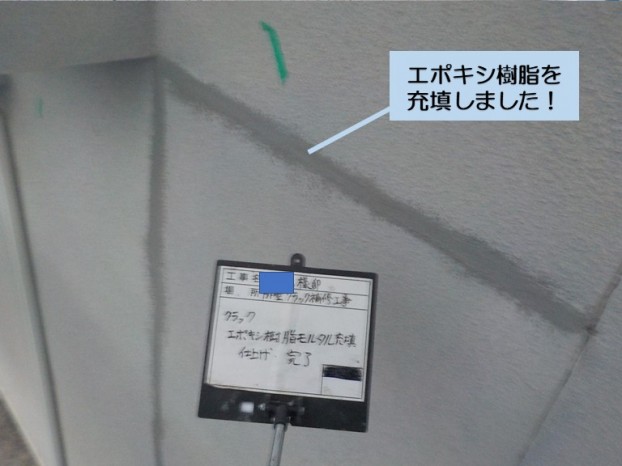 エポキシ樹脂を
充填しました！
工事名 様邸
クラック補修工事
クラック
エポキシ樹脂モルタル充填
仕上げ 完了